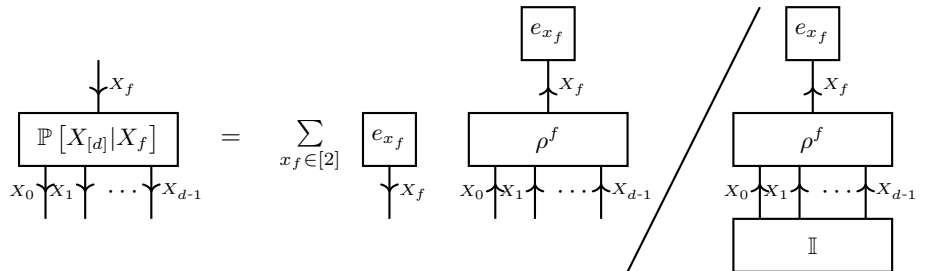 e_{x_f} e_{x_f}
X_f X_f X_f
ℙ[X_{[d]}|X_f] = ∑_{x_f∈[2]} e_{x_f} ρ^f ρ^f
X_0 X_1 ⋯ X_{d-1} X_f X_0 X_1 ⋯ X_{d-1} X_0 X_1 ⋯ X_{d-1}
𝕀